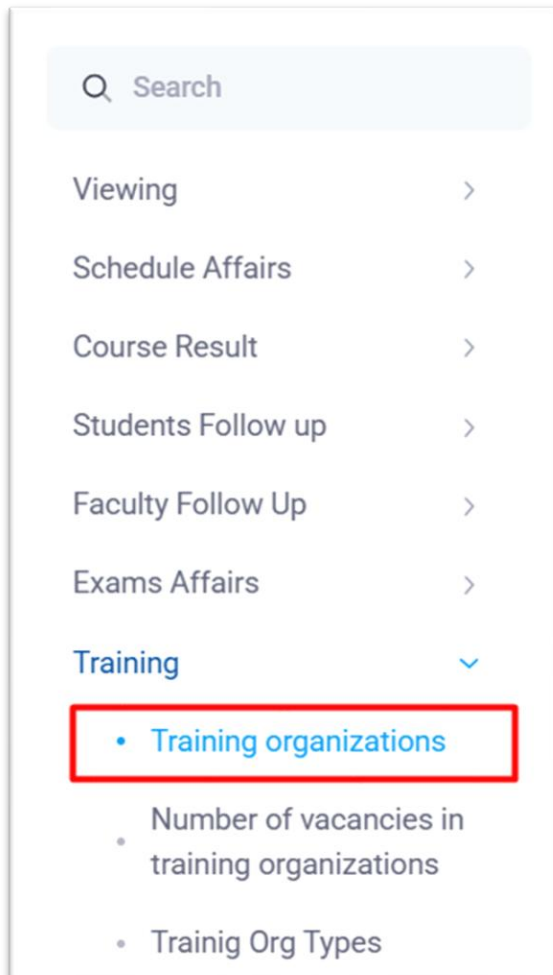 Search
Viewing
Schedule Affairs
Course Result
Students Follow up
Faculty Follow Up
Exams Affairs
Training
Training organizations
Number of vacancies in
training organizations
Trainig Org Types